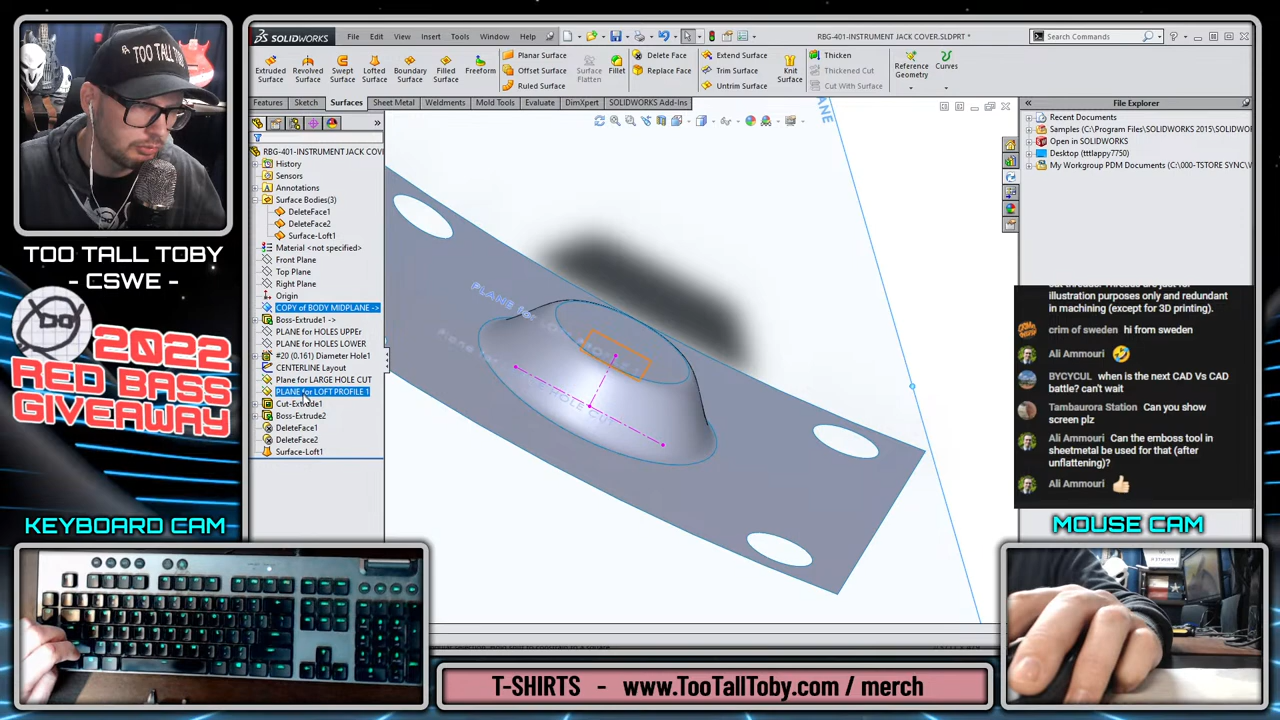 TOO TALL TOBY
TOO TALL TOBY
- CSWE -
2022
RED BASS
GIVEAWAY
KEYBOARD CAM
SOLIDWORKS
File Edit View Insert Tools Window Help
RBG-401-INSTRUMENT JACK COVER.SLDPRT *
Search Commands
Extruded Surface
Revolved Surface
Swept Surface
Lofted Surface
Boundary Surface
Filled Surface
Freeform
Planar Surface
Offset Surface
Ruled Surface
Surface Flatten
Fillet
Delete Face
Replace Face
Extend Surface
Trim Surface
Untrim Surface
Knit Surface
Thicken
Thickened Cut
Cut With Surface
Reference Geometry
Curves
Features Sketch Surfaces Sheet Metal Weldments Mold Tools Evaluate DimXpert SOLIDWORKS Add-Ins
RBG-401-INSTRUMENT JACK COVI
History
Sensors
Annotations
Surface Bodies(3)
DeleteFace1
DeleteFace2
Surface-Loft1
Material <not specified>
Front Plane
Top Plane
Right Plane
Origin
COPY of BODY MIDPLANE ->
Boss-Extrude1 ->
PLANE for HOLES UPPEr
PLANE for HOLES LOWER
#20 (0.161) Diameter Hole1
CENTERLINE Layout
Plane for LARGE HOLE CUT
PLANE for LOFT PROFILE 1
Cut-Extrude1
Boss-Extrude2
DeleteFace1
DeleteFace2
Surface-Loft1
File Explorer
Recent Documents
Samples (C:\Program Files\SOLIDWORKS 2015\SOLIDWO
Open in SOLIDWORKS
Desktop (tttlappy7750)
My Workgroup PDM Documents (C:\000-TSTORE SYNC\W
illustration purposes only and redundant
in machining (except for 3D printing).
crim of sweden hi from sweden
Ali Ammouri 🤣
BYCYCUL when is the next CAD Vs CAD
battle? can't wait
Tambaurora Station Can you show
screen plz
Ali Ammouri Can the emboss tool in
sheetmetal be used for that (after
unflattening)?
Ali Ammouri 👍🏻
MOUSE CAM
T-SHIRTS - www.TooTallToby.com / merch